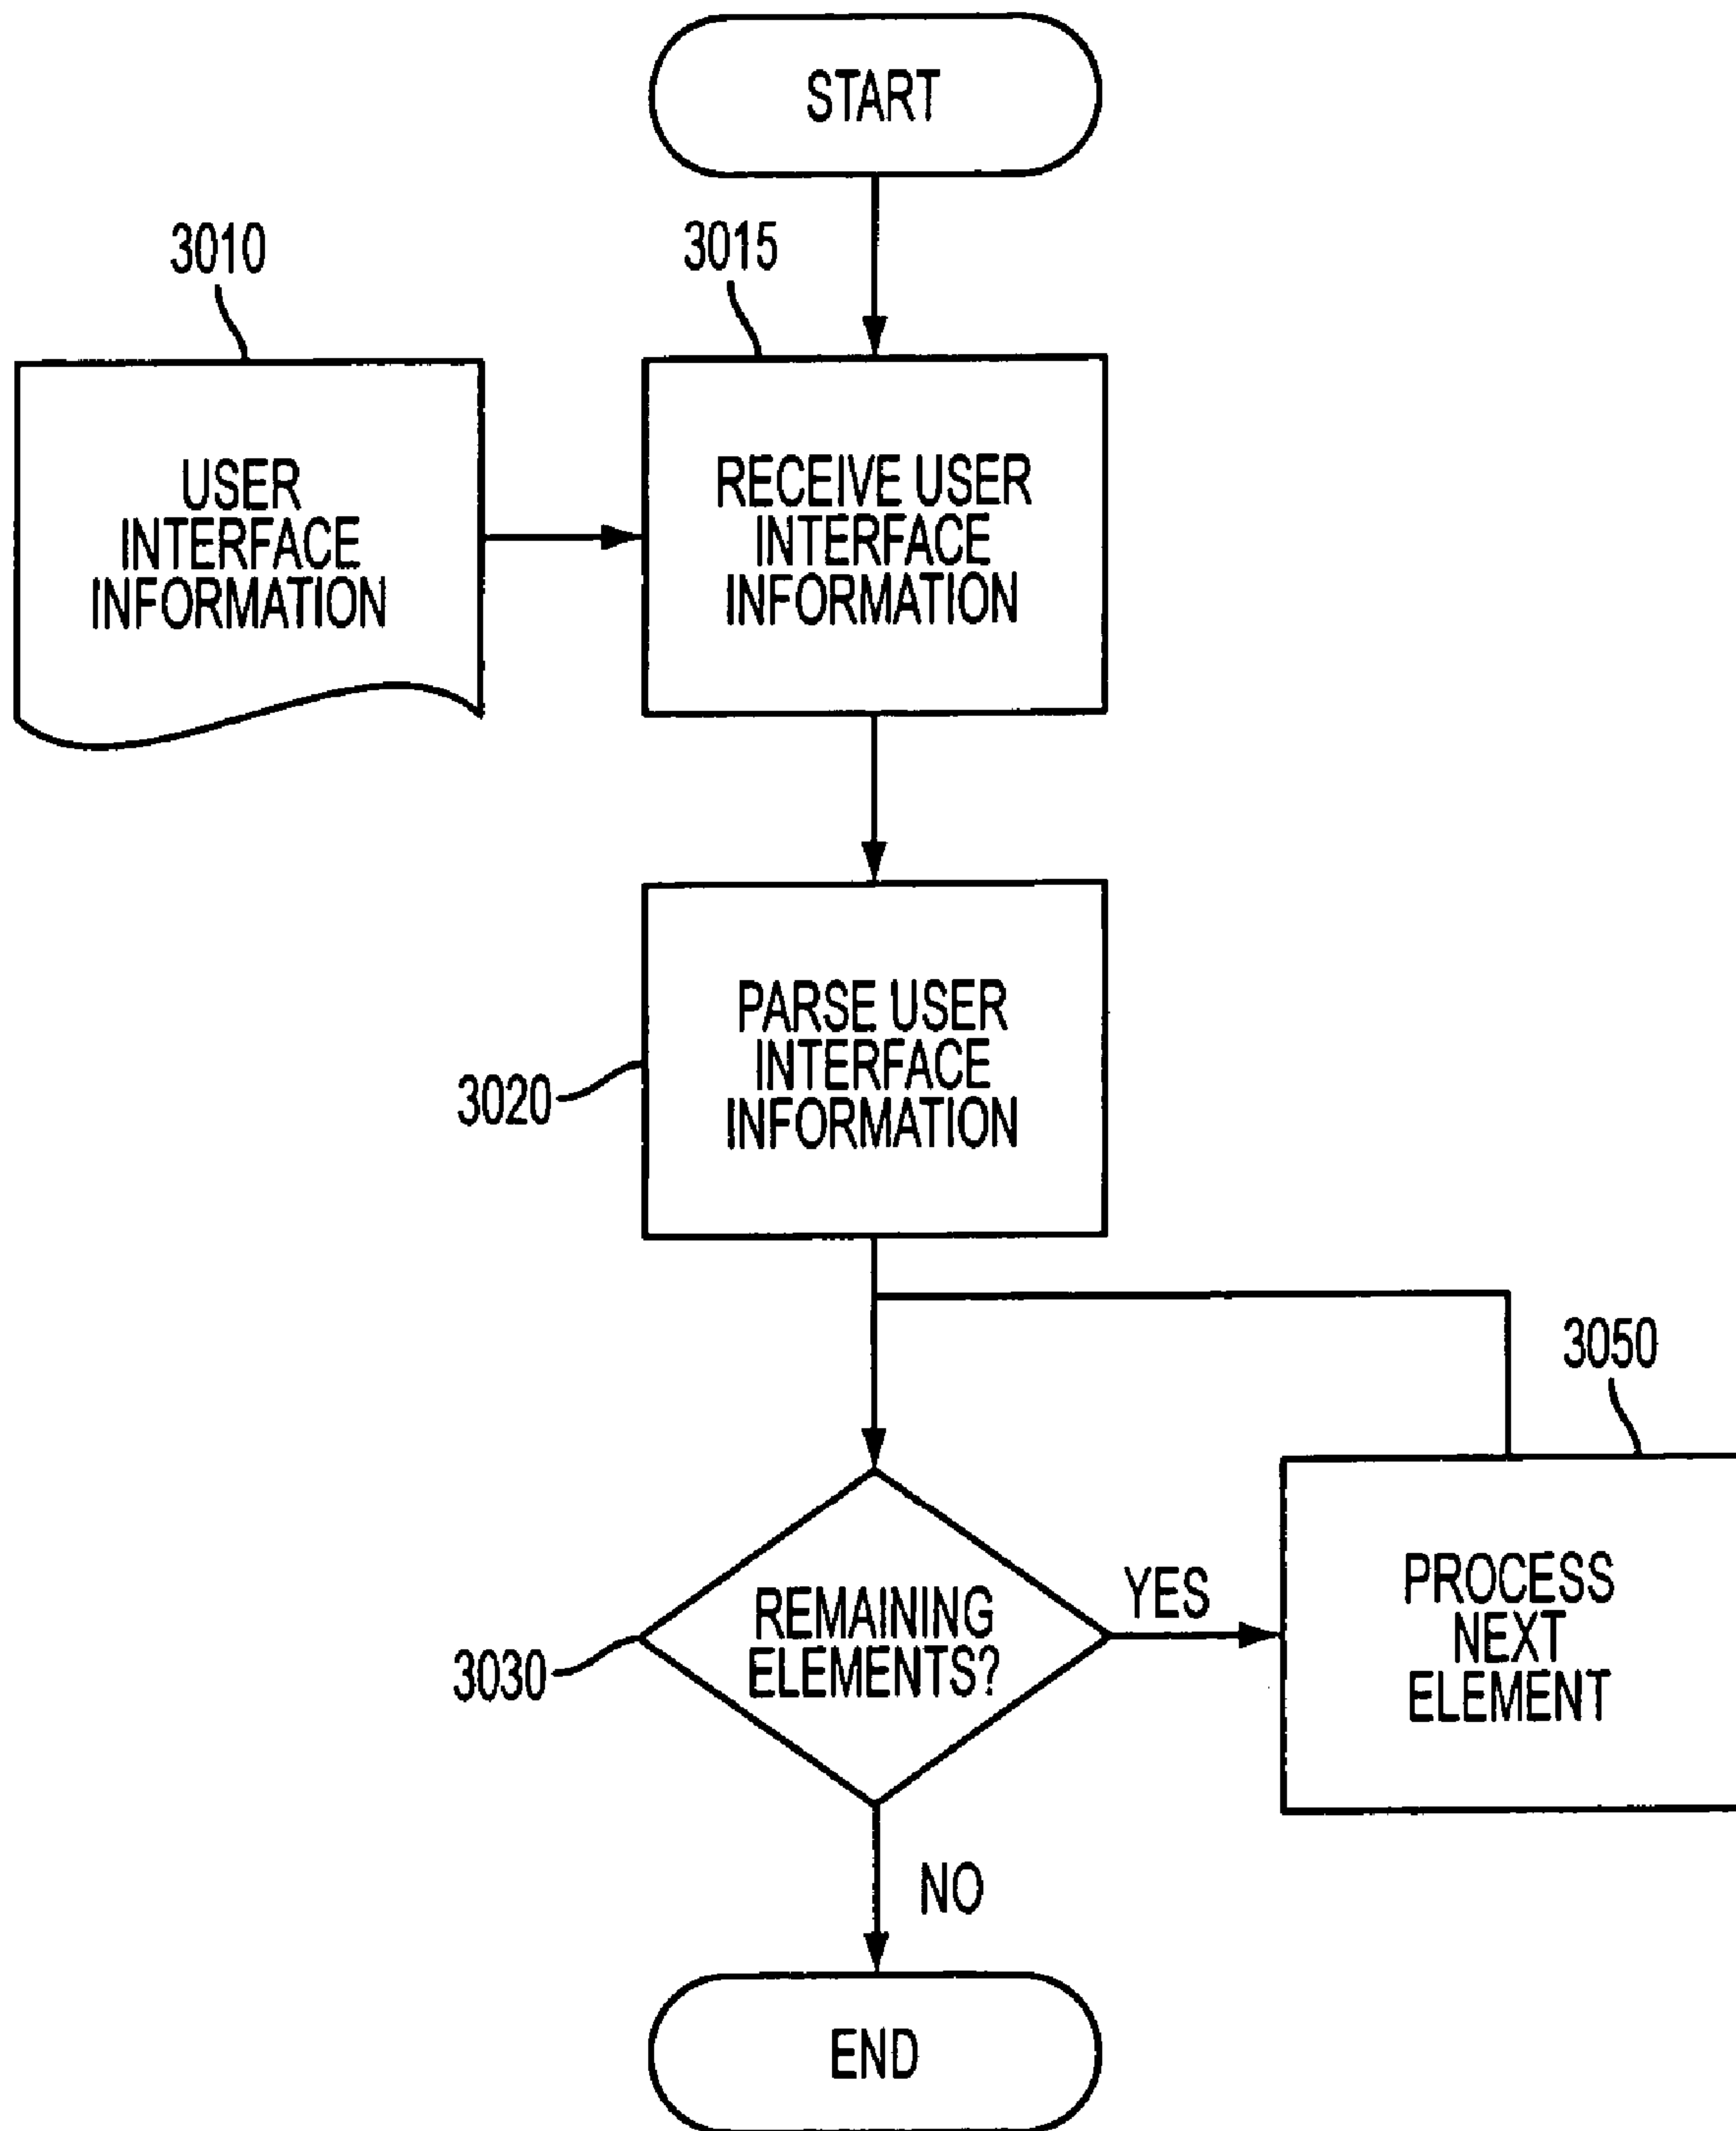 START
3010
3015
USER
INTERFACE
INFORMATION
RECEIVE USER
INTERFACE
INFORMATION
PARSE USER
INTERFACE
INFORMATION
3020
3050
REMAINING
ELEMENTS?
3030
YES
PROCESS
NEXT
ELEMENT
NO
END